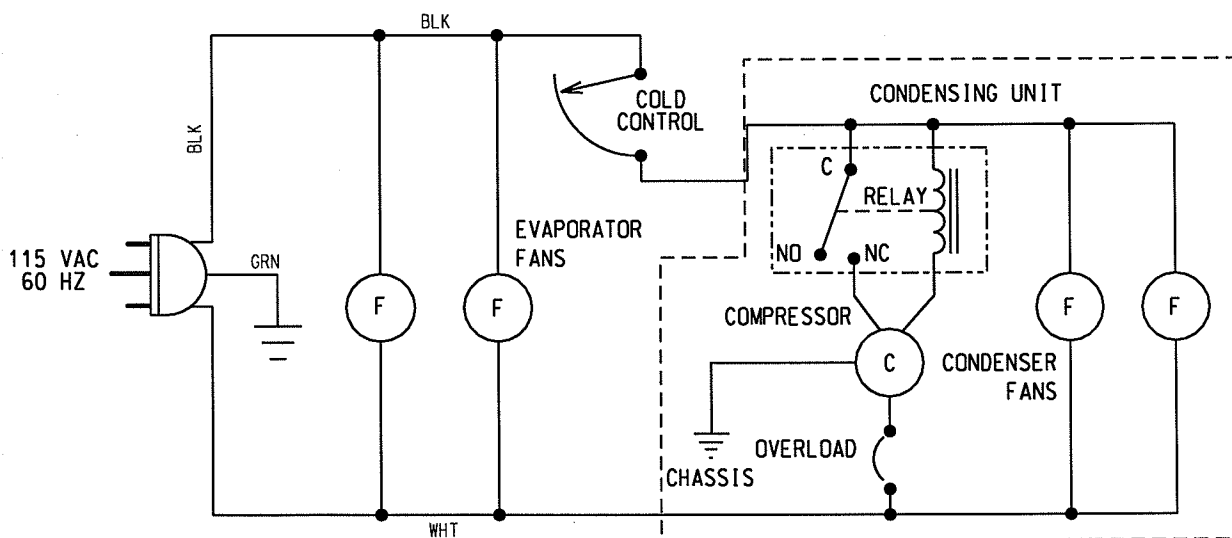 BLK
BLK
COLD
CONTROL
CONDENSING UNIT
C
RELAY
NO
NC
EVAPORATOR
FANS
115 VAC
60 HZ
GRN
F
F
COMPRESSOR
C
F
F
CONDENSER
FANS
OVERLOAD
CHASSIS
WHT